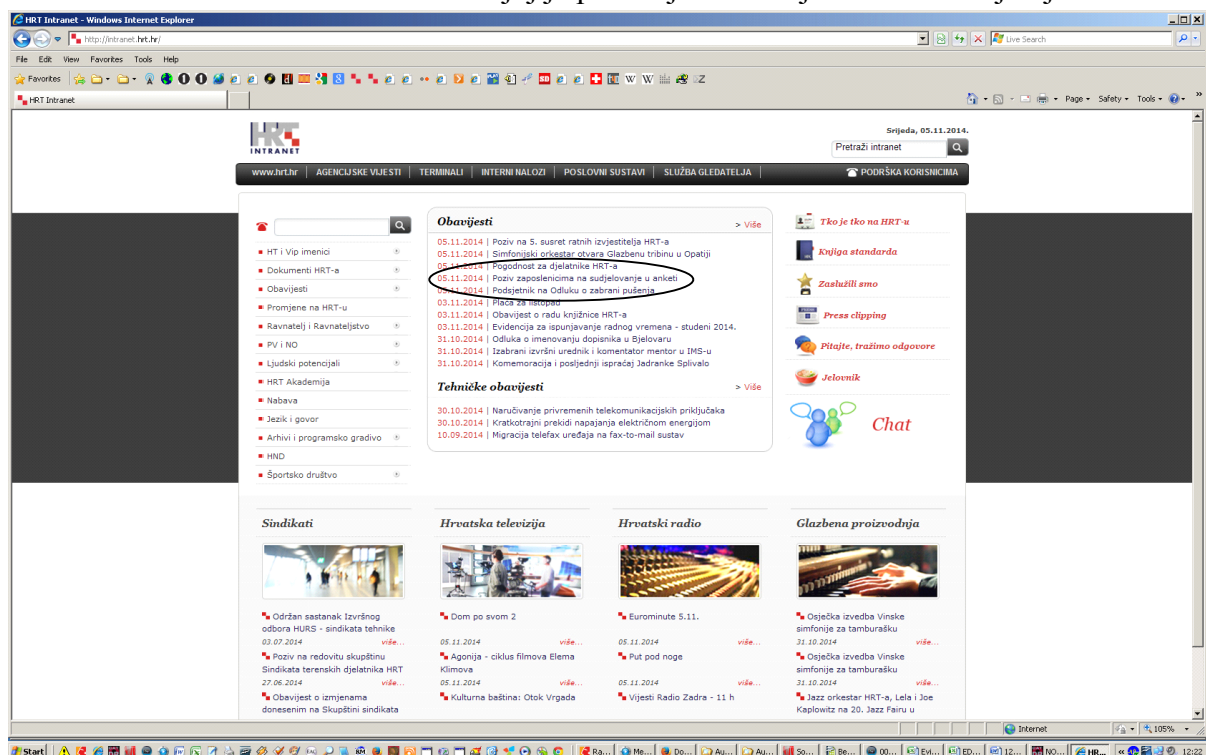 HRT Intranet - Windows Internet Explorer
http://intranet.hrt.hr/
Live Search
File Edit View Favorites Tools Help
Favorites
HRT Intranet
Page Safety Tools
HRT
INTRANET
Srijeda, 05.11.2014.
Pretraži intranet
www.hrt.hr | AGENCIJSKE VIJESTI | TERMINALI | INTERNI NALOZI | POSLOVNI SUSTAVI | SLUŽBA GLEDATELJA | PODRŠKA KORISNICIMA
HT i Vip imenici
Dokumenti HRT-a
Obavijesti
Promjene na HRT-u
Ravnatelj i Ravnateljstvo
PV i NO
Ljudski potencijali
HRT Akademija
Nabava
Jezik i govor
Arhivi i programsko gradivo
HND
Športsko društvo
Obavijesti > Više
05.11.2014 | Poziv na 5. susret ratnih izvjestitelja HRT-a
05.11.2014 | Simfonijski orkestar otvara Glazbenu tribinu u Opatiji
05.11.2014 | Pogodnost za djelatnike HRT-a
05.11.2014 | Poziv zaposlenicima na sudjelovanje u anketi
05.11.2014 | Podsjetnik na Odluku o zabrani pušenja
03.11.2014 | Plaća za listopad
03.11.2014 | Obavijest o radu knjižnice HRT-a
03.11.2014 | Evidencija za ispunjavanje radnog vremena - studeni 2014.
31.10.2014 | Odluka o imenovanju dopisnika u Bjelovaru
31.10.2014 | Izabrani izvršni urednik i komentator mentor u IMS-u
31.10.2014 | Komemoracija i posljednji ispraćaj Jadranke Splivalo
Tehničke obavijesti > Više
30.10.2014 | Naručivanje privremenih telekomunikacijskih priključaka
30.10.2014 | Kratkotrajni prekidi napajanja električnom energijom
10.09.2014 | Migracija telefax uređaja na fax-to-mail sustav
Tko je tko na HRT-u
Knjiga standarda
Zaslužili smo
Press clipping
Pitajte, tražimo odgovore
Jelovnik
Chat
Sindikati
Održan sastanak Izvršnog
odbora HURS - sindikata tehnike
03.07.2014 više...
Poziv na redovitu skupštinu
Sindikata terenskih djelatnika HRT
27.06.2014 više...
Obavijest o izmjenama
donesenim na Skupštini sindikata
Hrvatska televizija
Dom po svom 2
05.11.2014 više...
Agonija - ciklus filmova Elema
Klimova
05.11.2014 više...
Kulturna baština: Otok Vrgada
Hrvatski radio
Eurominute 5.11.
05.11.2014 više...
Put pod noge
05.11.2014 više...
Vijesti Radio Zadra - 11 h
Glazbena proizvodnja
Osječka izvedba Vinske
simfonije za tamburašku
31.10.2014 više...
Osječka izvedba Vinske
simfonije za tamburašku
31.10.2014 više...
Jazz orkestar HRT-a, Lela i Joe
Kaplowitz na 20. Jazz Fairu u
Internet 105%
Start Ra... Me... Do... Au... Au... So... Be... 00... Evi... ED... 12... NO... HR... 12:22